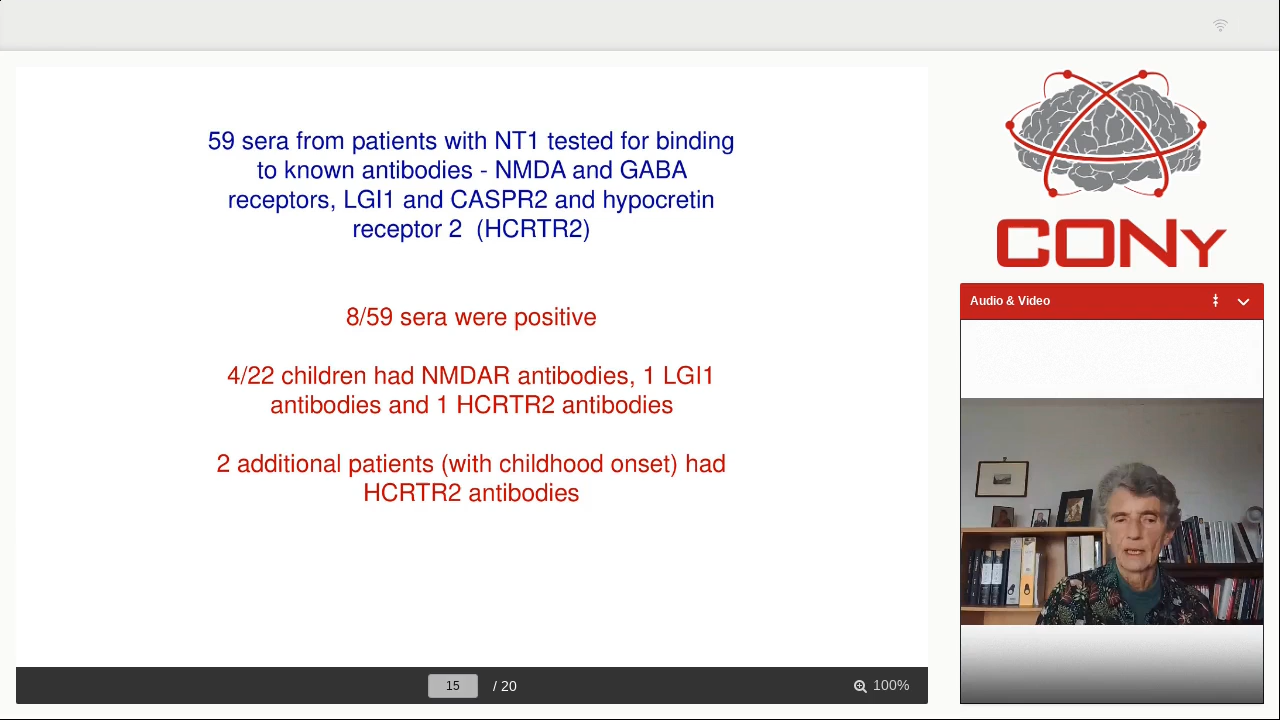 59 sera from patients with NT1 tested for binding
to known antibodies - NMDA and GABA
receptors, LGI1 and CASPR2 and hypocretin
receptor 2 (HCRTR2)
8/59 sera were positive
4/22 children had NMDAR antibodies, 1 LGI1
antibodies and 1 HCRTR2 antibodies
2 additional patients (with childhood onset) had
HCRTR2 antibodies
15 / 20
100%
CONy
Audio & Video